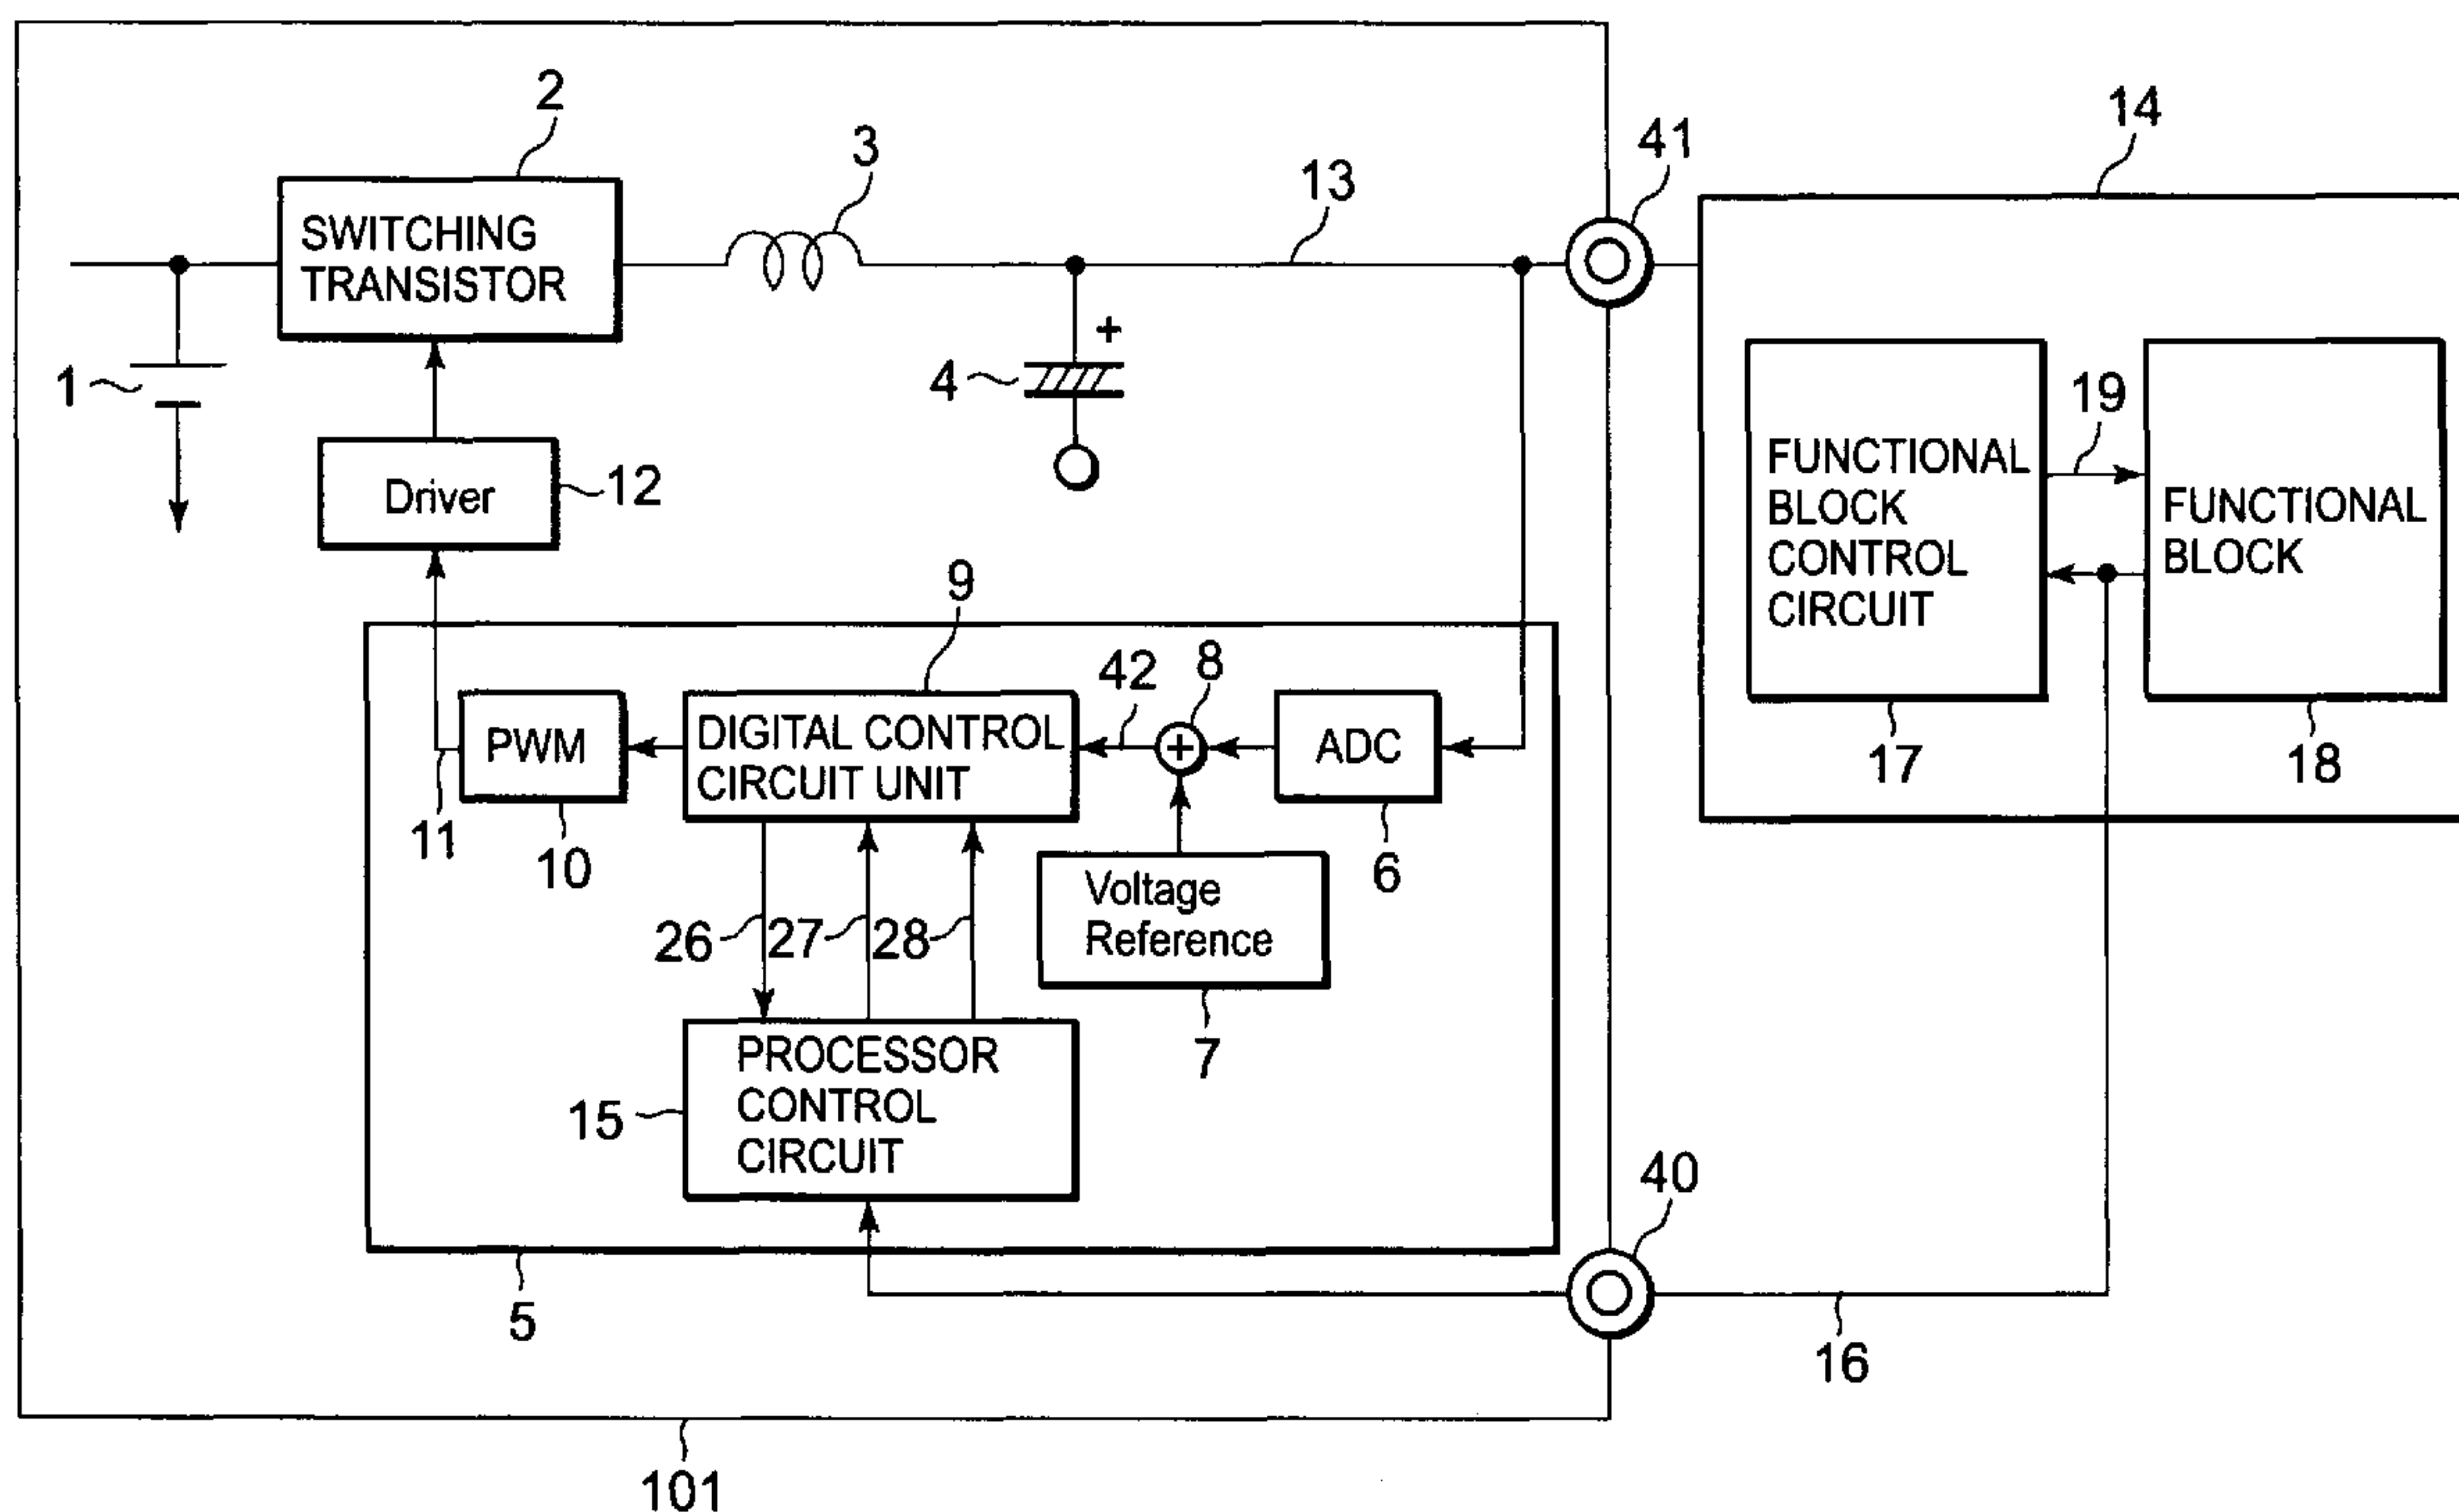 2
3
13
41
14
SWITCHING
TRANSISTOR
+
1
4
Driver
12
FUNCTIONAL
BLOCK
CONTROL
CIRCUIT
19
FUNCTIONAL
BLOCK
17
18
9
42
8
PWM
DIGITAL CONTROL
CIRCUIT UNIT
+
ADC
11
10
6
26
27
28
Voltage
Reference
7
15
PROCESSOR
CONTROL
CIRCUIT
40
5
16
101